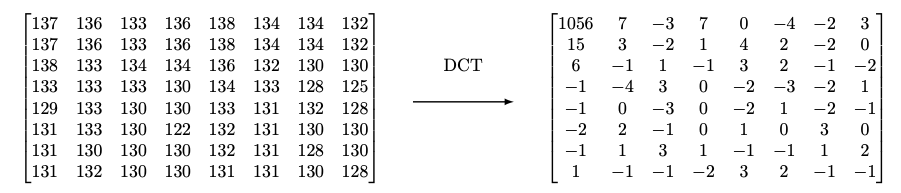 137 136 133 136 138 134 134 132 1056 7 −3 7 0 −4 −2 3
137 136 133 136 138 134 134 132 15 3 −2 1 4 2 −2 0
138 133 134 134 136 132 130 130 DCT 6 −1 1 −1 3 2 −1 −2
133 133 133 130 134 133 128 125 −1 −4 3 0 −2 −3 −2 1
129 133 130 130 133 131 132 128 −1 0 −3 0 −2 1 −2 −1
131 133 130 122 132 131 130 130 −2 2 −1 0 1 0 3 0
131 130 130 130 132 131 128 130 −1 1 3 1 −1 −1 1 2
131 132 130 130 131 131 130 128 1 −1 −1 −2 3 2 −1 −1